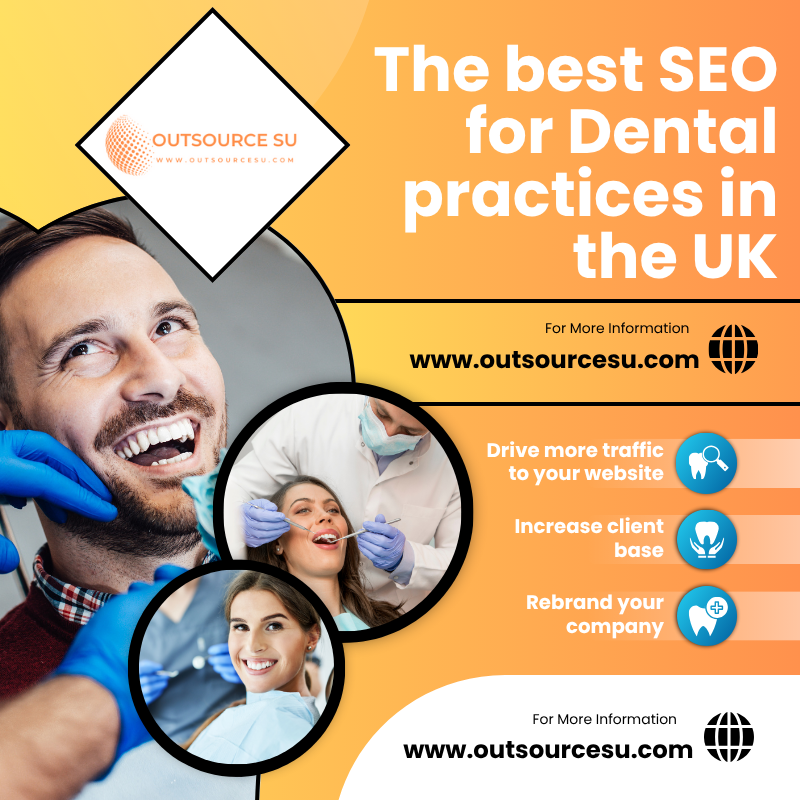 OUTSOURCE SU
WWW.OUTSOURCESU.COM
The best SEO
for Dental
practices in
the UK
For More Information
www.outsourcesu.com
Drive more traffic
to your website
Increase client
base
Rebrand your
company
For More Information
www.outsourcesu.com